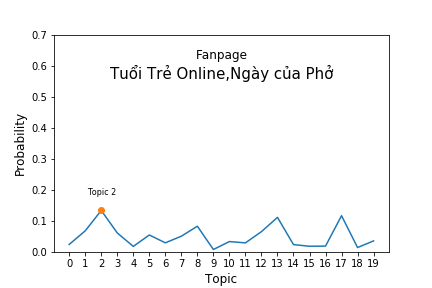 Fanpage
Tuổi Trẻ Online,Ngày của Phở
Probability
0.7
0.6
0.5
0.4
0.3
0.2
0.1
0.0
Topic 2
0 1 2 3 4 5 6 7 8 9 10 11 12 13 14 15 16 17 18 19
Topic